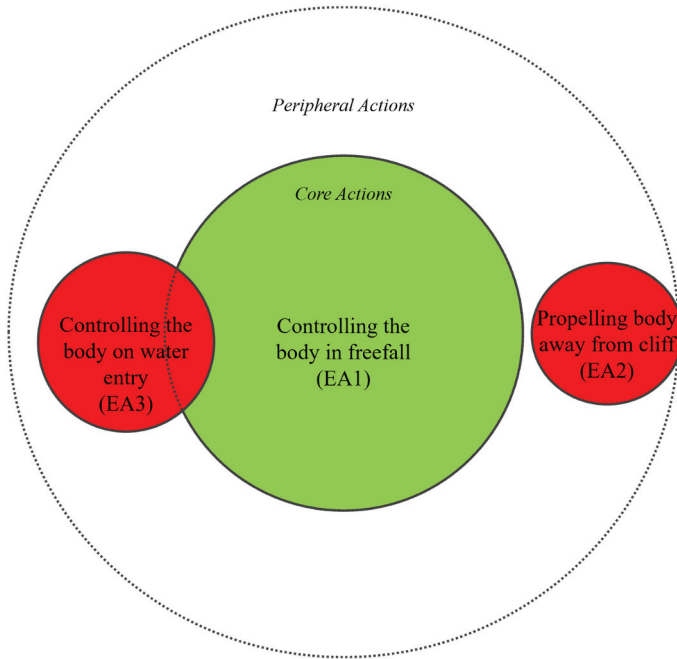 Peripheral Actions
Core Actions
Controlling the
body on water
entry
(EA3)
Controlling the
body in freefall
(EA1)
Propelling body
away from cliff
(EA2)